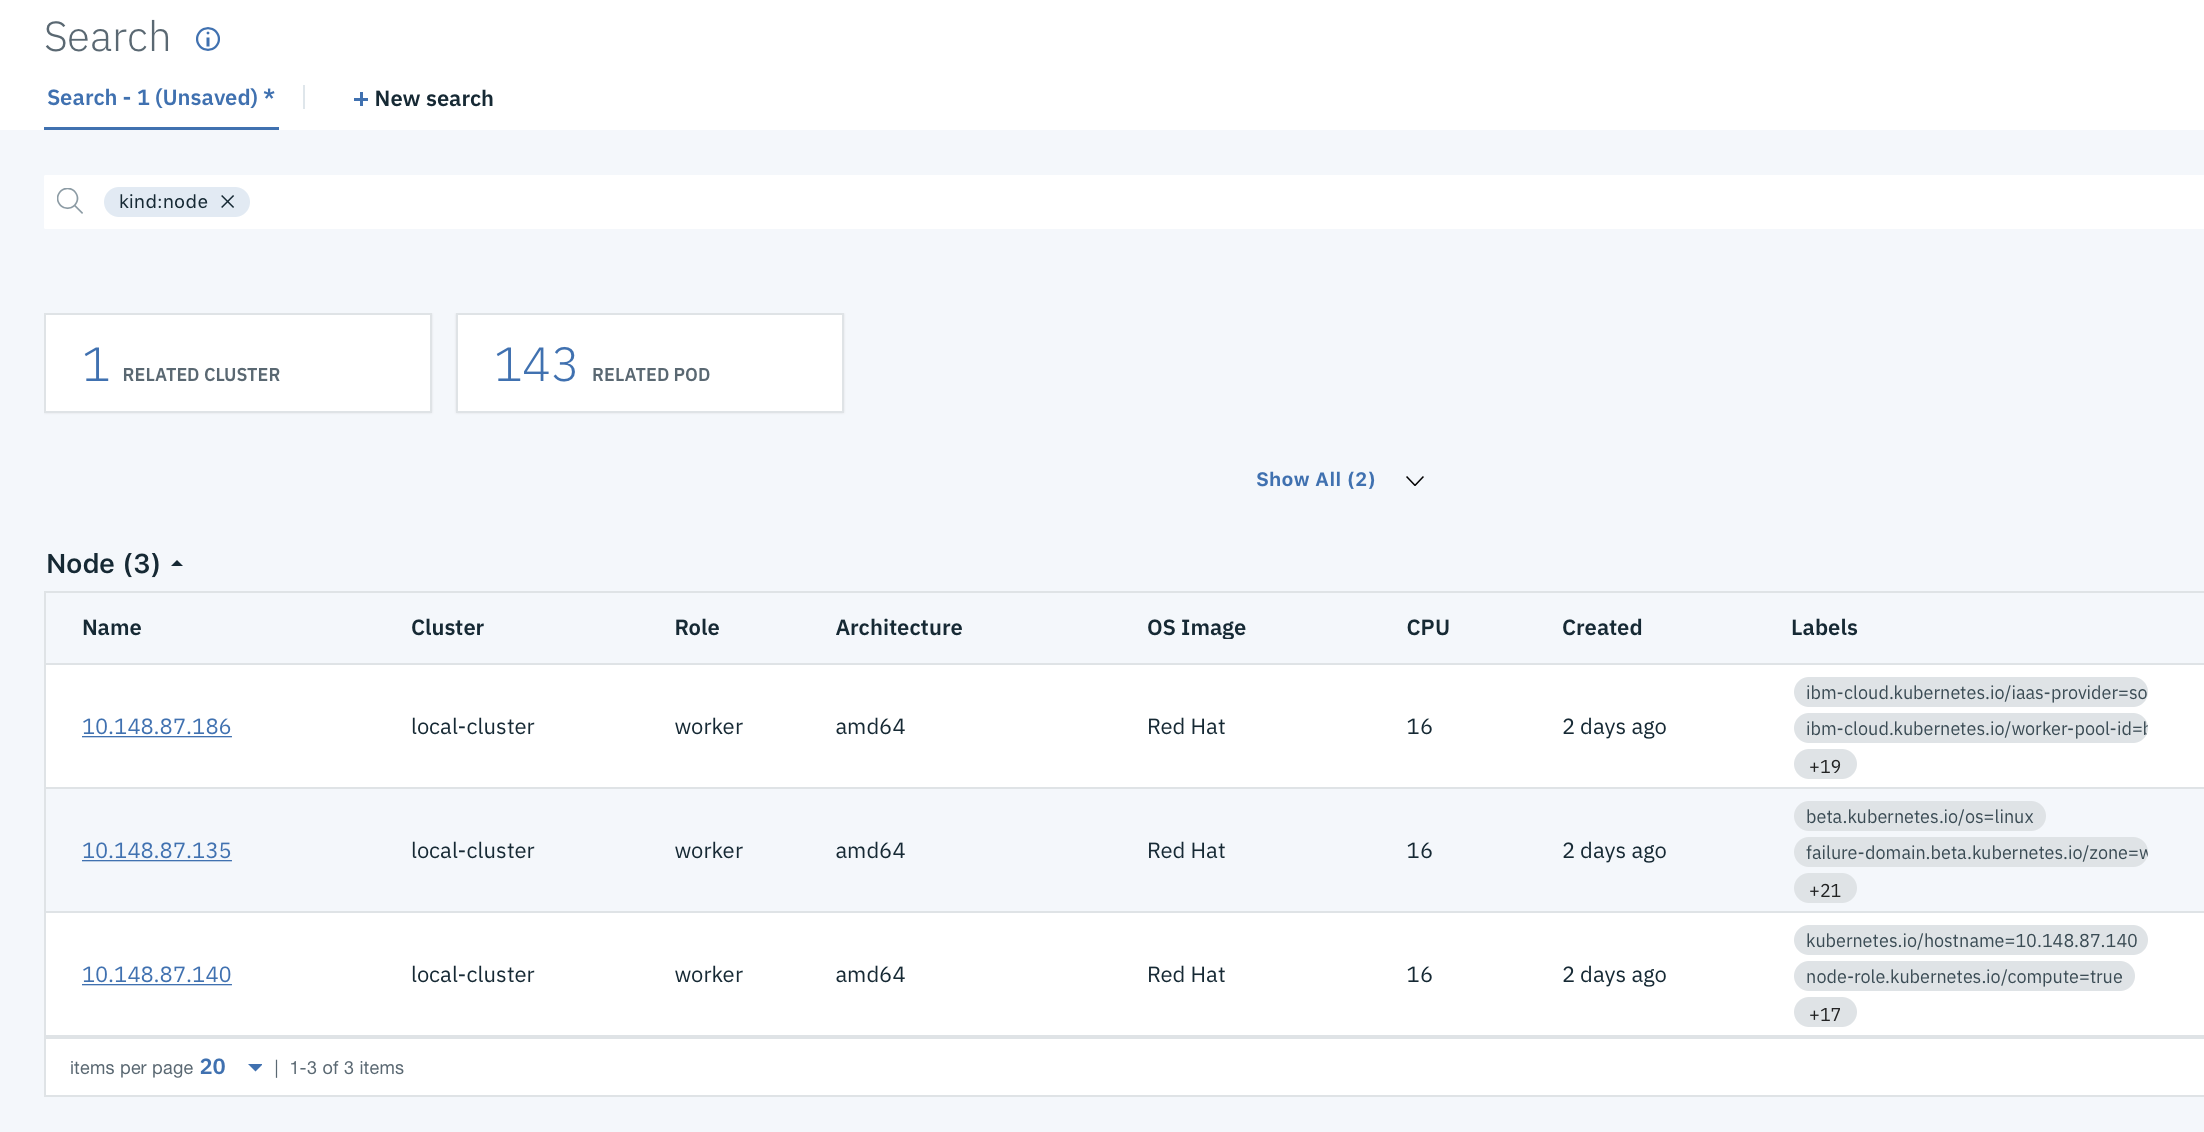 Search
Search - 1 (Unsaved) * | + New search
kind:node
1 RELATED CLUSTER 143 RELATED POD
Show All (2)
Node (3)
Name Cluster Role Architecture OS Image CPU Created Labels
10.148.87.186 local-cluster worker amd64 Red Hat 16 2 days ago
ibm-cloud.kubernetes.io/iaas-provider=so
ibm-cloud.kubernetes.io/worker-pool-id=
+19
10.148.87.135 local-cluster worker amd64 Red Hat 16 2 days ago
beta.kubernetes.io/os=linux
failure-domain.beta.kubernetes.io/zone=w
+21
10.148.87.140 local-cluster worker amd64 Red Hat 16 2 days ago
kubernetes.io/hostname=10.148.87.140
node-role.kubernetes.io/compute=true
+17
items per page 20 | 1-3 of 3 items